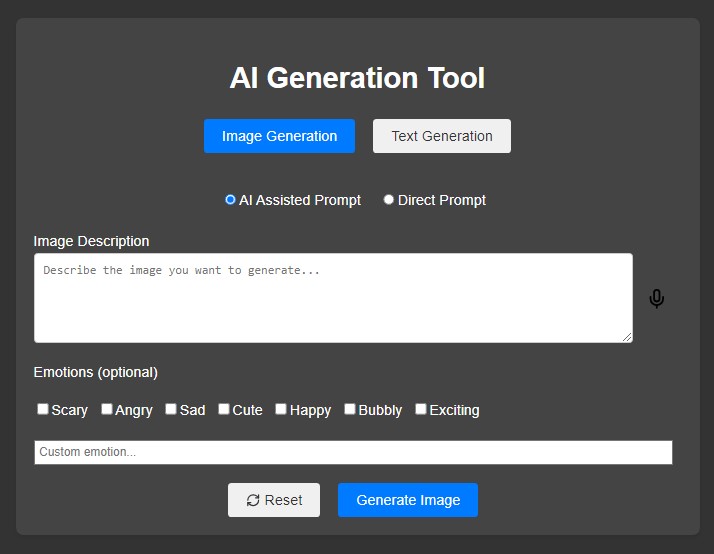 AI Generation Tool
Image Generation Text Generation
AI Assisted Prompt Direct Prompt
Image Description
Describe the image you want to generate...
Emotions (optional)
Scary Angry Sad Cute Happy Bubbly Exciting
Custom emotion...
Reset Generate Image